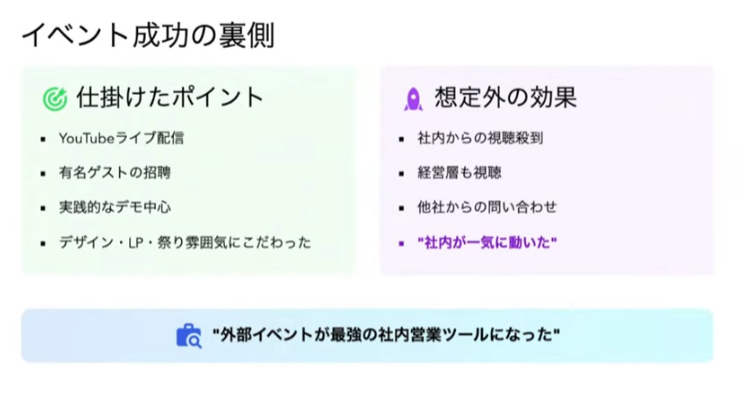 イベント成功の裏側
仕掛けたポイント
▪ YouTubeライブ配信
▪ 有名ゲストの招聘
▪ 実践的なデモ中心
▪ デザイン・LP・祭り雰囲気にこだわった
想定外の効果
▪ 社内からの視聴殺到
▪ 経営層も視聴
▪ 他社からの問い合わせ
▪ "社内が一気に動いた"
"外部イベントが最強の社内営業ツールになった"